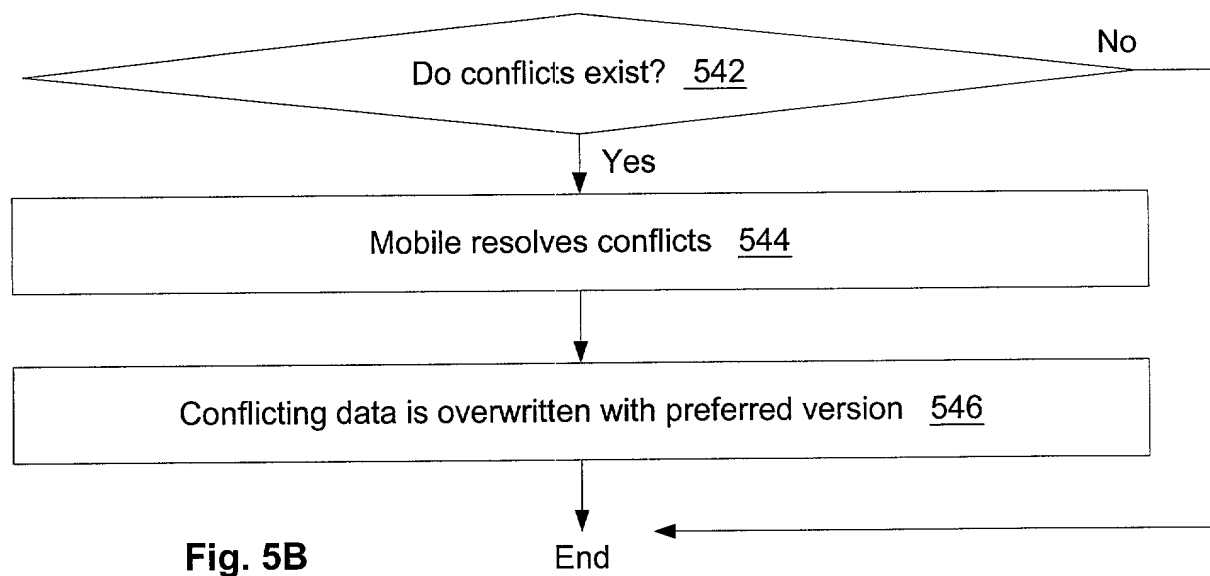 No
Do conflicts exist? 542
Yes
Mobile resolves conflicts 544
Conflicting data is overwritten with preferred version 546
End
Fig. 5B